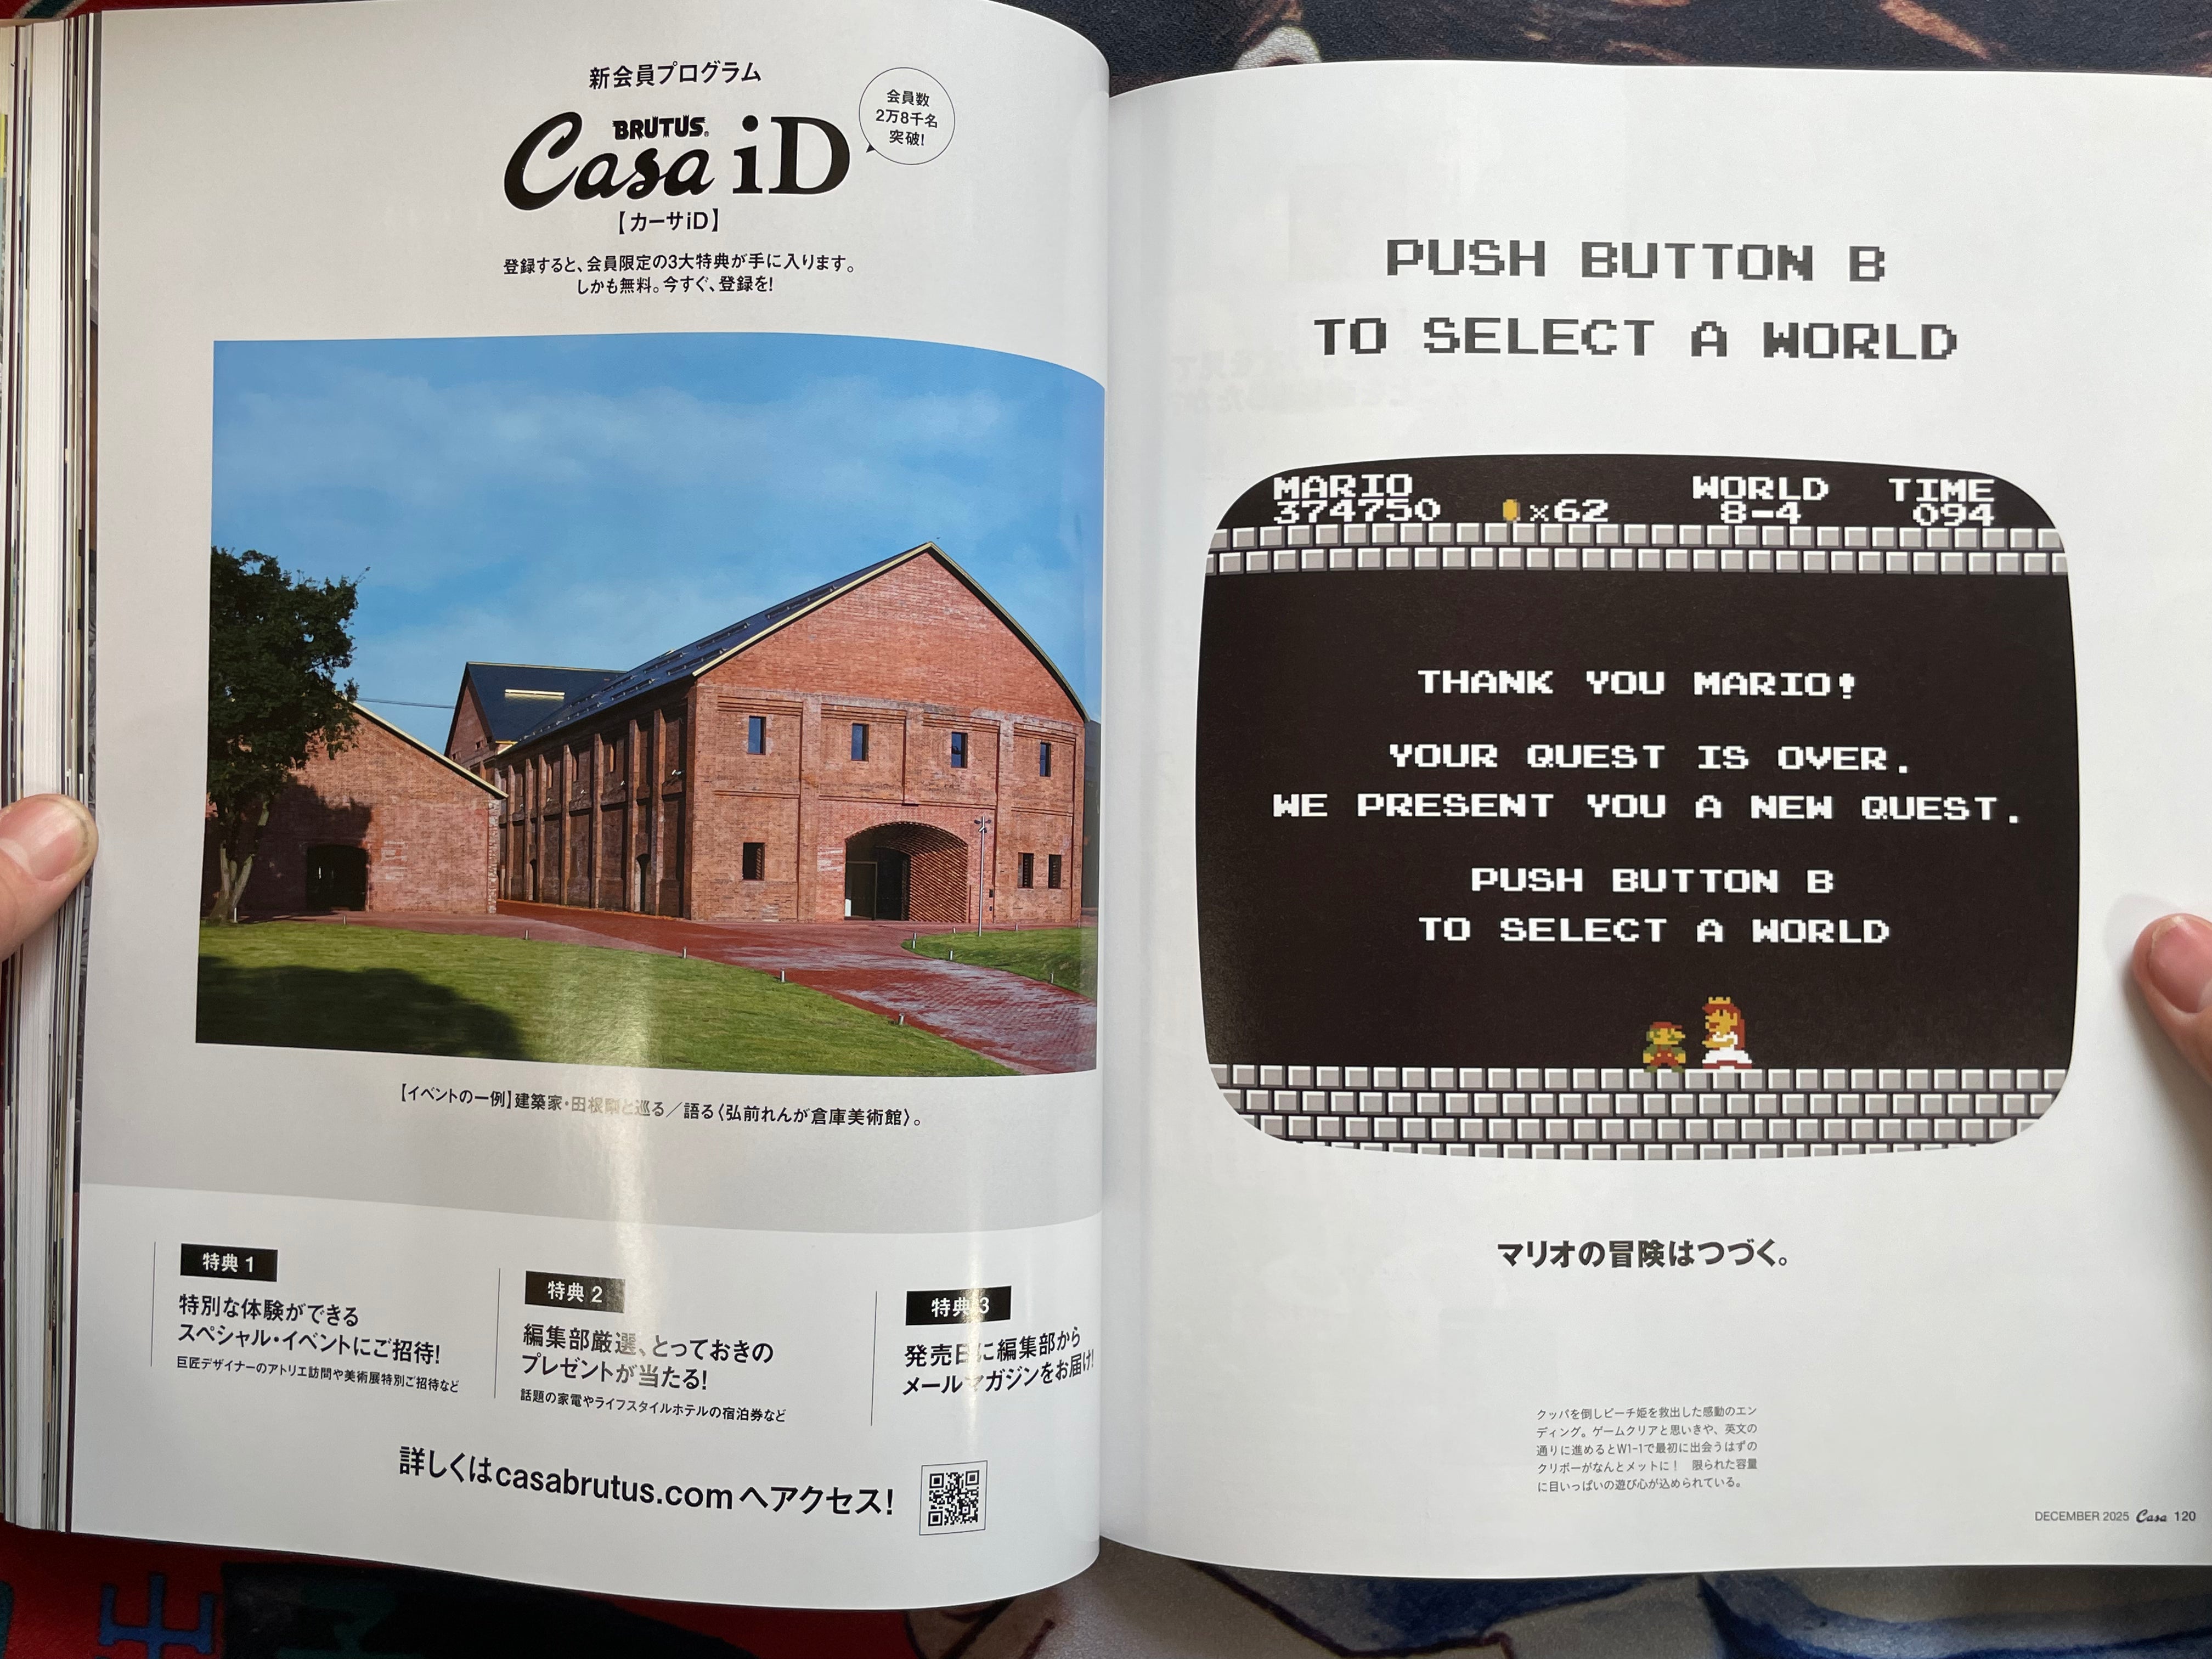 新会員プログラム
BRUTUS
Casa iD
【カーサiD】
会員数
2万8千名
突破!
登録すると、会員限定の3大特典が手に入ります。
しかも無料。今すぐ、登録を!
【イベントの一例】建築家・田根剛と巡る/語る〈弘前れんが倉庫美術館〉。
特典 1
特別な体験ができる
スペシャル・イベントにご招待!
巨匠デザイナーのアトリエ訪問や美術展特別ご招待など
特典 2
編集部厳選、とっておきの
プレゼントが当たる!
話題の家電やライフスタイルホテルの宿泊券など
特典 3
発売日に編集部から
メールマガジンをお届け!
詳しくはcasabrutus.comへアクセス!
PUSH BUTTON B
TO SELECT A WORLD
MARIO WORLD TIME
374750 ×62 8-4 094
THANK YOU MARIO!
YOUR QUEST IS OVER.
WE PRESENT YOU A NEW QUEST.
PUSH BUTTON B
TO SELECT A WORLD
マリオの冒険はつづく。
クッパを倒しピーチ姫を救出した感動のエン
ディング。ゲームクリアと思いきや、英文の
通りに進めるとW1-1で最初に出会うはずの
クリボーがなんとメットに! 限られた容量
に目いっぱいの遊び心が込められている。
DECEMBER 2025 Casa 120